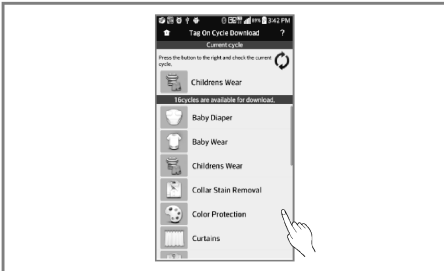 89% 3:42 PM
Tag On Cycle Download ?
Current cycle
Press the button to the right and check the current
cycle.
Childrens Wear
16cycles are available for download.
Baby Diaper
Baby Wear
Childrens Wear
Collar Stain Removal
Color Protection
Curtains